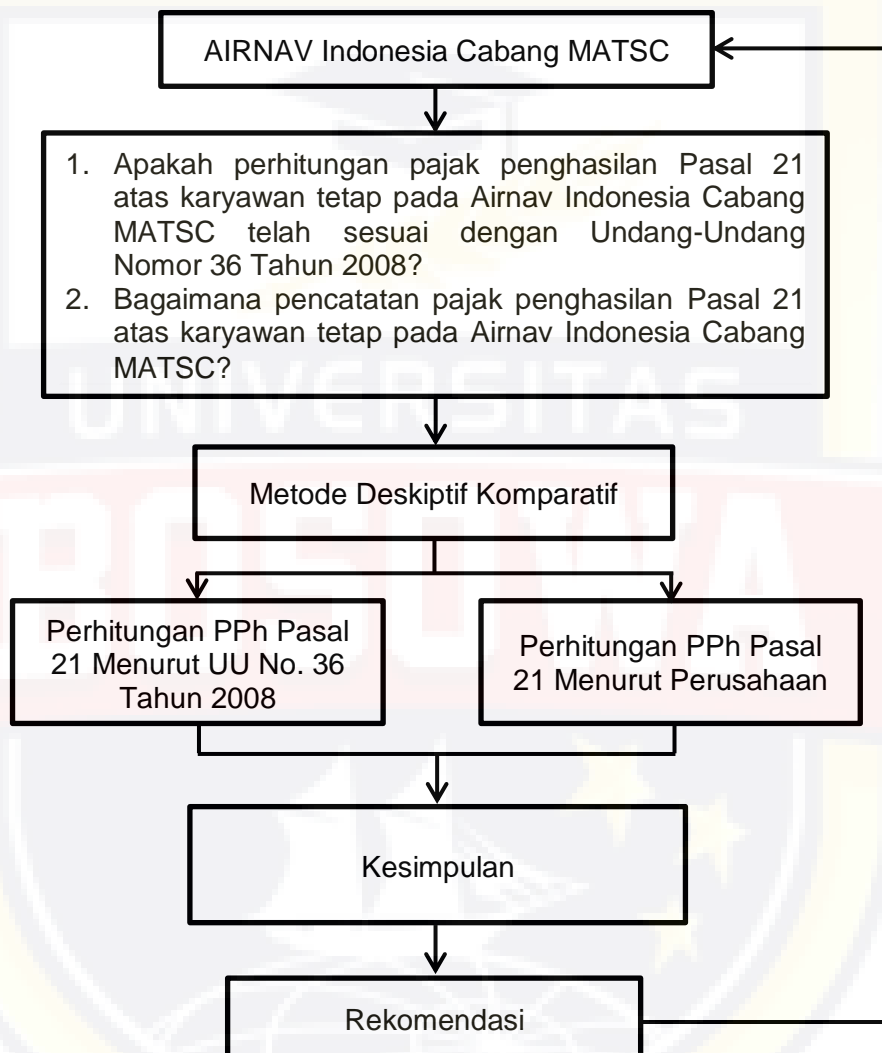 AIRNAV Indonesia Cabang MATSC
1. Apakah perhitungan pajak penghasilan Pasal 21
atas karyawan tetap pada Airnav Indonesia Cabang
MATSC telah sesuai dengan Undang-Undang
Nomor 36 Tahun 2008?
2. Bagaimana pencatatan pajak penghasilan Pasal 21
atas karyawan tetap pada Airnav Indonesia Cabang
MATSC?
UNIVERSITAS
Metode Deskiptif Komparatif
BOSOWA
Perhitungan PPh Pasal
21 Menurut UU No. 36
Tahun 2008
Perhitungan PPh Pasal
21 Menurut Perusahaan
Kesimpulan
Rekomendasi